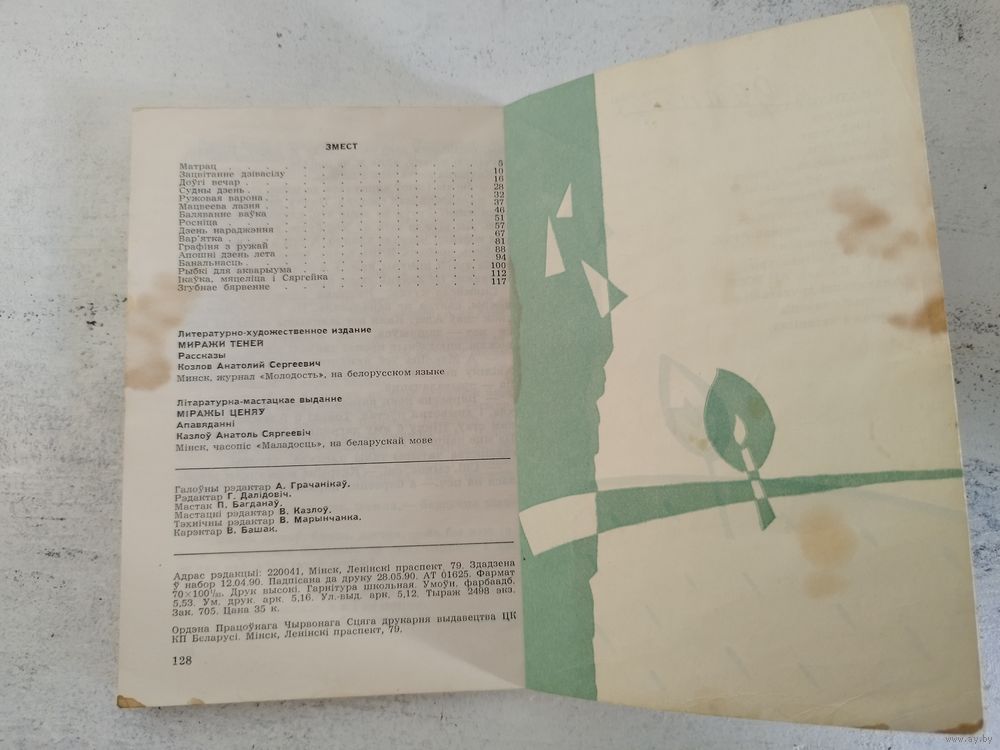 ЗМЕСТ
Матрац . . . . . . . . . . . . 5
Зацвітанне дзівасілу . . . . . . . . . . 10
Доўгі вечар . . . . . . . . . . . . 16
Судны дзень . . . . . . . . . . . . 28
Ружовая варона . . . . . . . . . . . 32
Мацвеева лазня . . . . . . . . . . . 37
Баляванне ваўка . . . . . . . . . . . 46
Росніца . . . . . . . . . . . . 51
Дзень нараджэння . . . . . . . . . . 57
Вар'ятка . . . . . . . . . . . . 67
Графіня з ружай . . . . . . . . . . . 81
Апошні дзень лета . . . . . . . . . . 88
Банальнасць . . . . . . . . . . . . 94
Рыбкі для акварыума . . . . . . . . . . 100
Ікаўка, мяцеліца і Сяргейка . . . . . . . . 112
Згубнае бярвенне . . . . . . . . . . . 117
Литературно-художественное издание
МИРАЖИ ТЕНЕЙ
Рассказы
Козлов Анатолий Сергеевич
Минск, журнал «Молодость», на белорусском языке
Літаратурна-мастацкае выданне
МІРАЖЫ ЦЕНЯЎ
Апавяданні
Казлоў Анатоль Сяргеевіч
Мінск, часопіс «Маладосць», на беларускай мове
Галоўны рэдактар А. Грачанікаў.
Рэдактар Г. Далідовіч.
Мастак П. Багданаў.
Мастацкі рэдактар В. Казлоў.
Тэхнічны рэдактар В. Марынчанка.
Карэктар В. Башак.
Адрас рэдакцыі: 220041, Мінск, Ленінскі праспект, 79. Здадзена
ў набор 12.04.90. Падпісана да друку 28.05.90. АТ 01625. Фармат
70×100 1/32. Друк высокі. Гарнітура школьная. Умоўн. фарбаадб.
5,53. Ум. друк. арк. 5,16. Ул.-выд. арк. 5,12. Тыраж 2498 экз.
Зак. 705. Цана 35 к.
Ордэна Працоўнага Чырвонага Сцяга друкарня выдавецтва ЦК
КП Беларусі. Мінск, Ленінскі праспект, 79.
128
www.ay.by